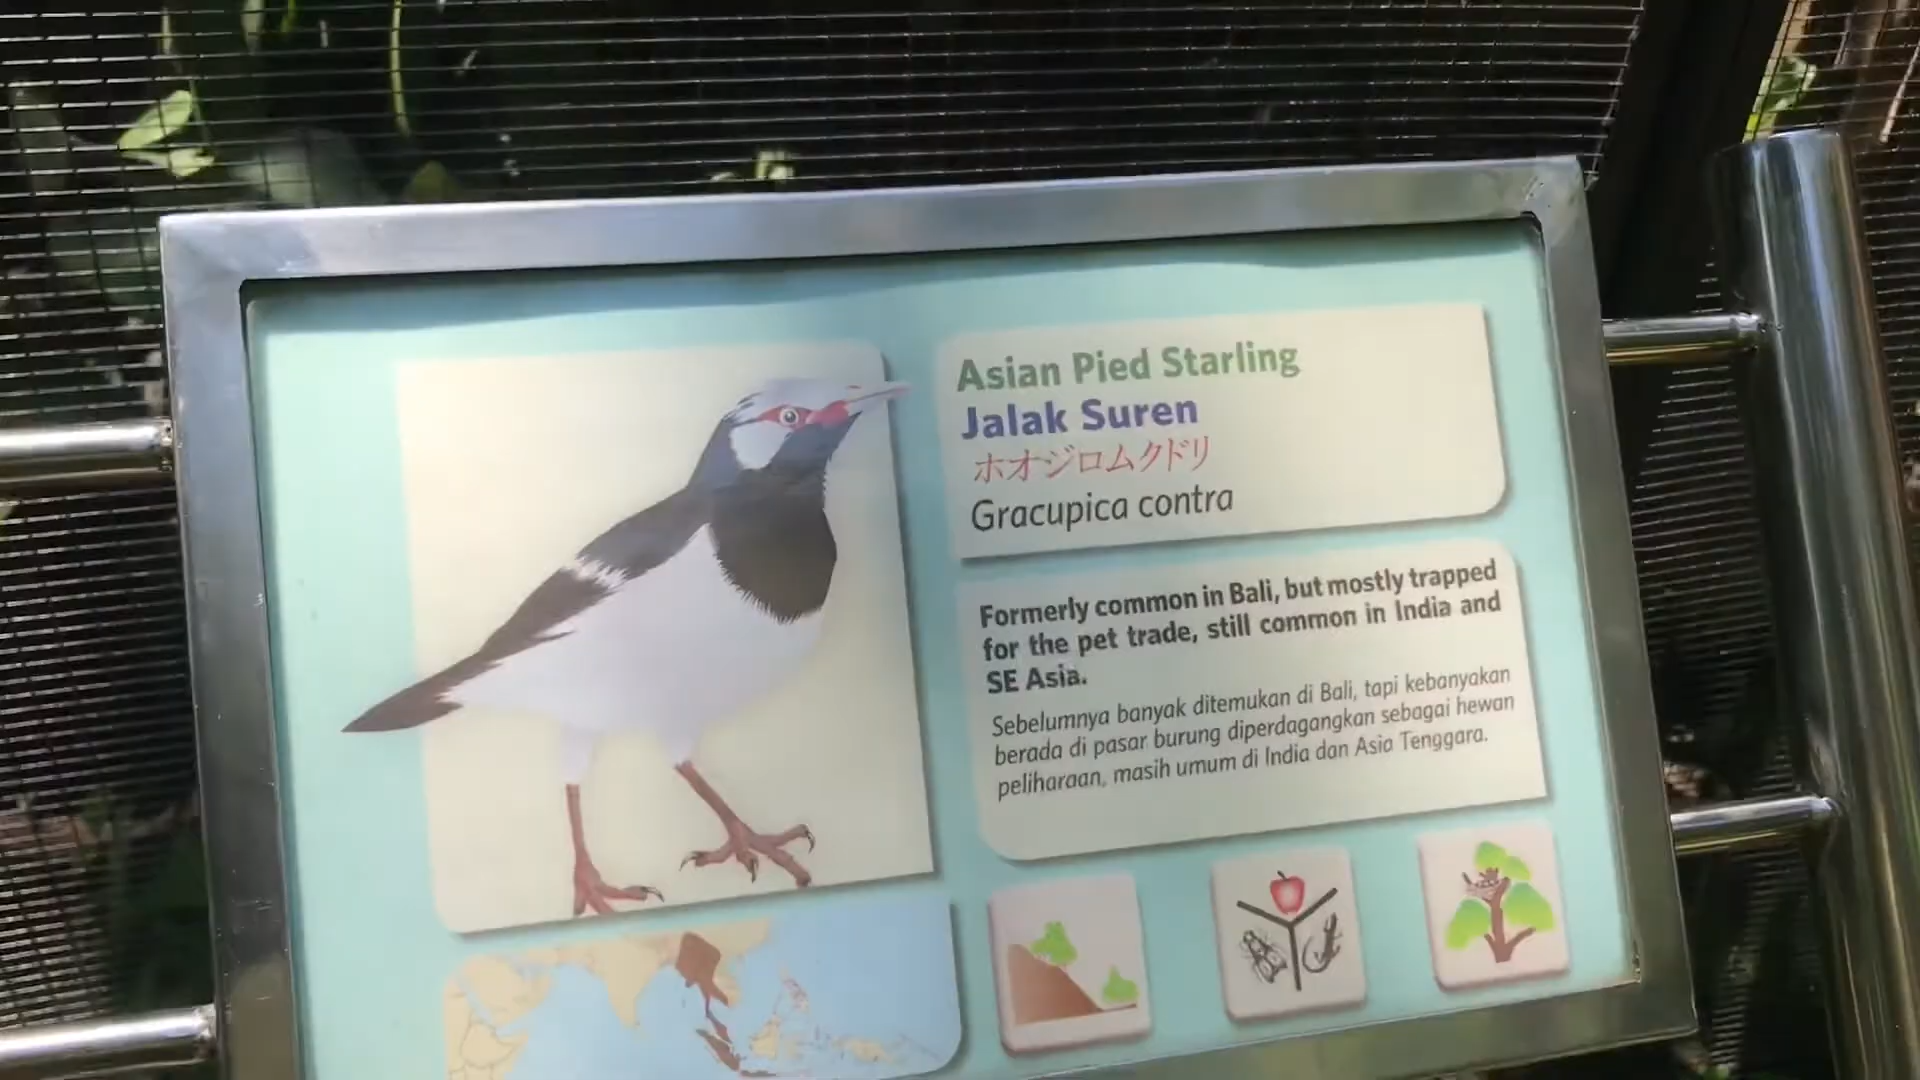 Asian Pied Starling
Jalak Suren
ホオジロムクドリ
Gracupica contra
Formerly common in Bali, but mostly trapped
for the pet trade, still common in India and
SE Asia.
Sebelumnya banyak ditemukan di Bali, tapi kebanyakan
berada di pasar burung diperdagangkan sebagai hewan
peliharaan, masih umum di India dan Asia Tenggara.